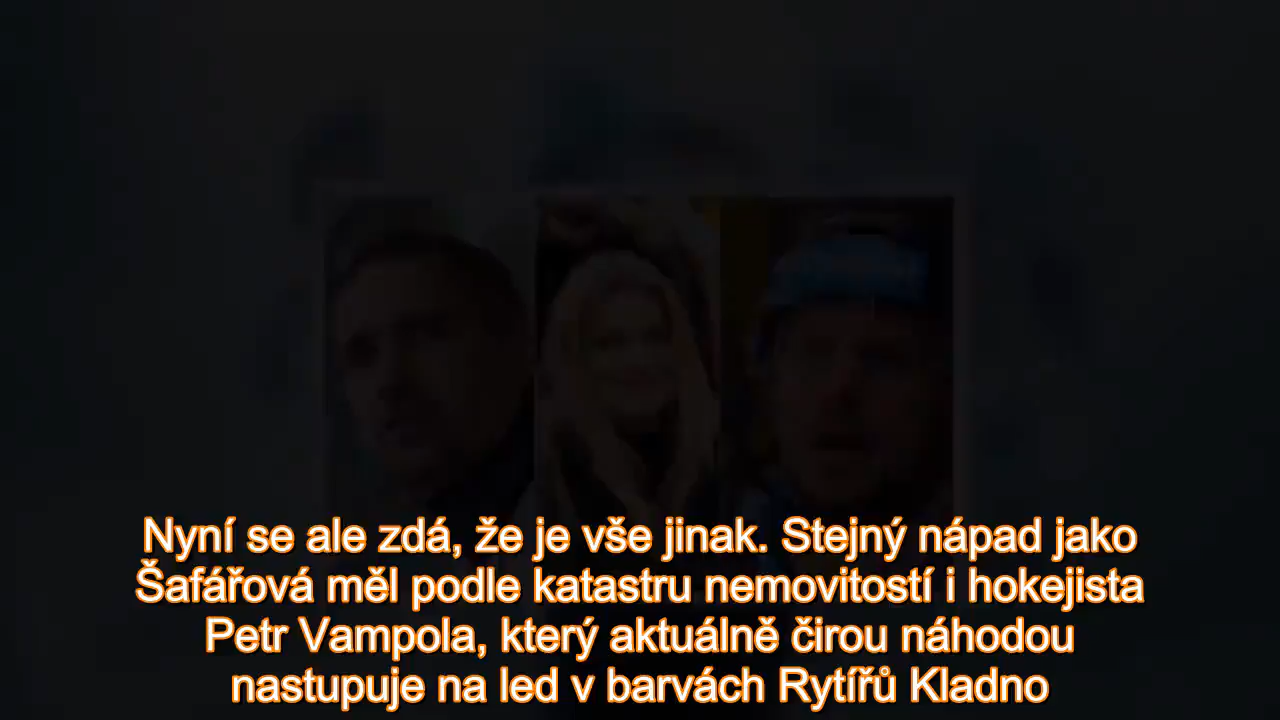 Nyní se ale zdá, že je vše jinak. Stejný nápad jako
Šafářová měl podle katastru nemovitostí i hokejista
Petr Vampola, který aktuálně čirou náhodou
nastupuje na led v barvách Rytířů Kladno